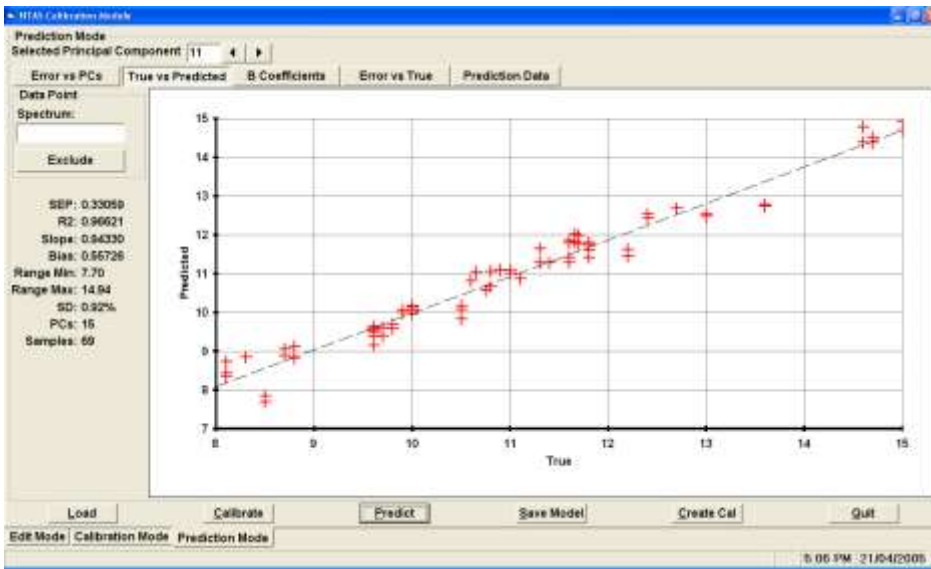 NTAS Calibration Module
Prediction Mode
Selected Principal Component 11
Error vs PCs True vs Predicted B Coefficients Error vs True Prediction Data
Data Point
Spectrum:
Exclude
SEP: 0.33059
R2: 0.96621
Slope: 0.94330
Bias: 0.55726
Range Min: 7.70
Range Max: 14.94
SD: 0.92%
PCs: 15
Samples: 69
15
14
13
12
11
10
9
8
7
Predicted
8 9 10 11 12 13 14 15
True
Load Calibrate Predict Save Model Create Cal Quit
Edit Mode Calibration Mode Prediction Mode
5:06 PM 21/04/2005